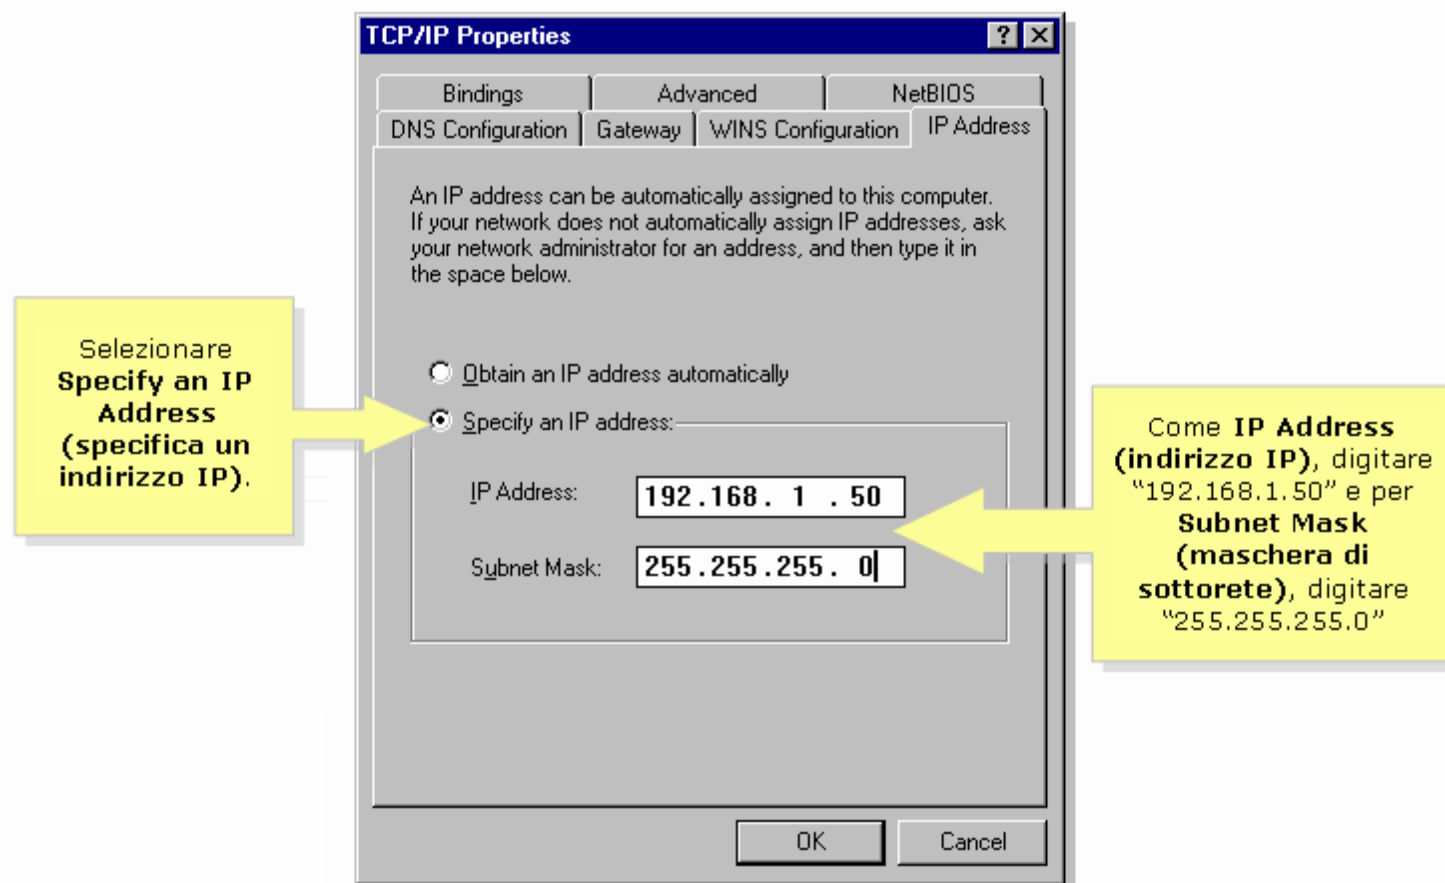 TCP/IP Properties
Bindings Advanced NetBIOS
DNS Configuration Gateway WINS Configuration IP Address
An IP address can be automatically assigned to this computer.
If your network does not automatically assign IP addresses, ask
your network administrator for an address, and then type it in
the space below.
Selezionare
Specify an IP
Address
(specifica un
indirizzo IP).
Obtain an IP address automatically
Specify an IP address:
IP Address: 192.168. 1 .50
Subnet Mask: 255.255.255. 0
Come IP Address
(indirizzo IP), digitare
“192.168.1.50” e per
Subnet Mask
(maschera di
sottorete), digitare
“255.255.255.0”
OK Cancel